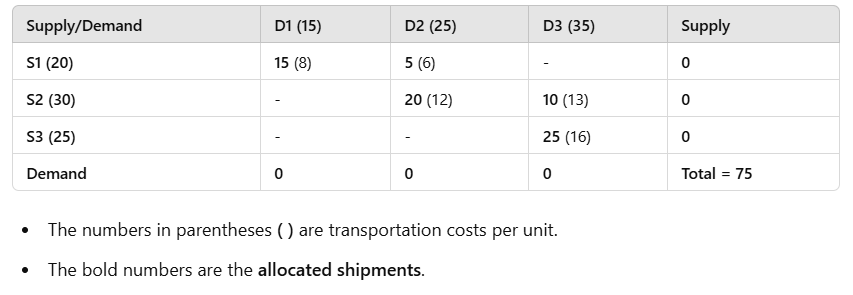 Supply/Demand D1 (15) D2 (25) D3 (35) Supply
S1 (20) 15 (8) 5 (6) - 0
S2 (30) - 20 (12) 10 (13) 0
S3 (25) - - 25 (16) 0
Demand 0 0 0 Total = 75
• The numbers in parentheses ( ) are transportation costs per unit.
• The bold numbers are the allocated shipments.